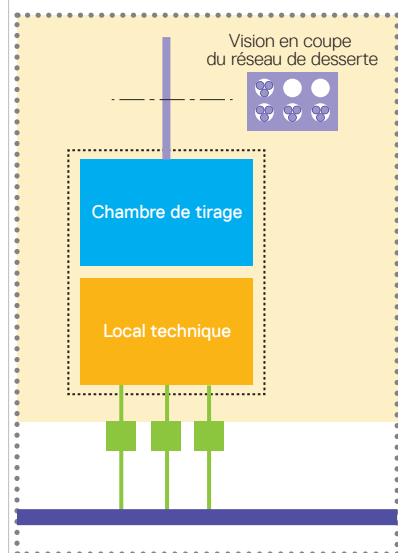 Vision en coupe
du réseau de desserte
Chambre de tirage
Local technique